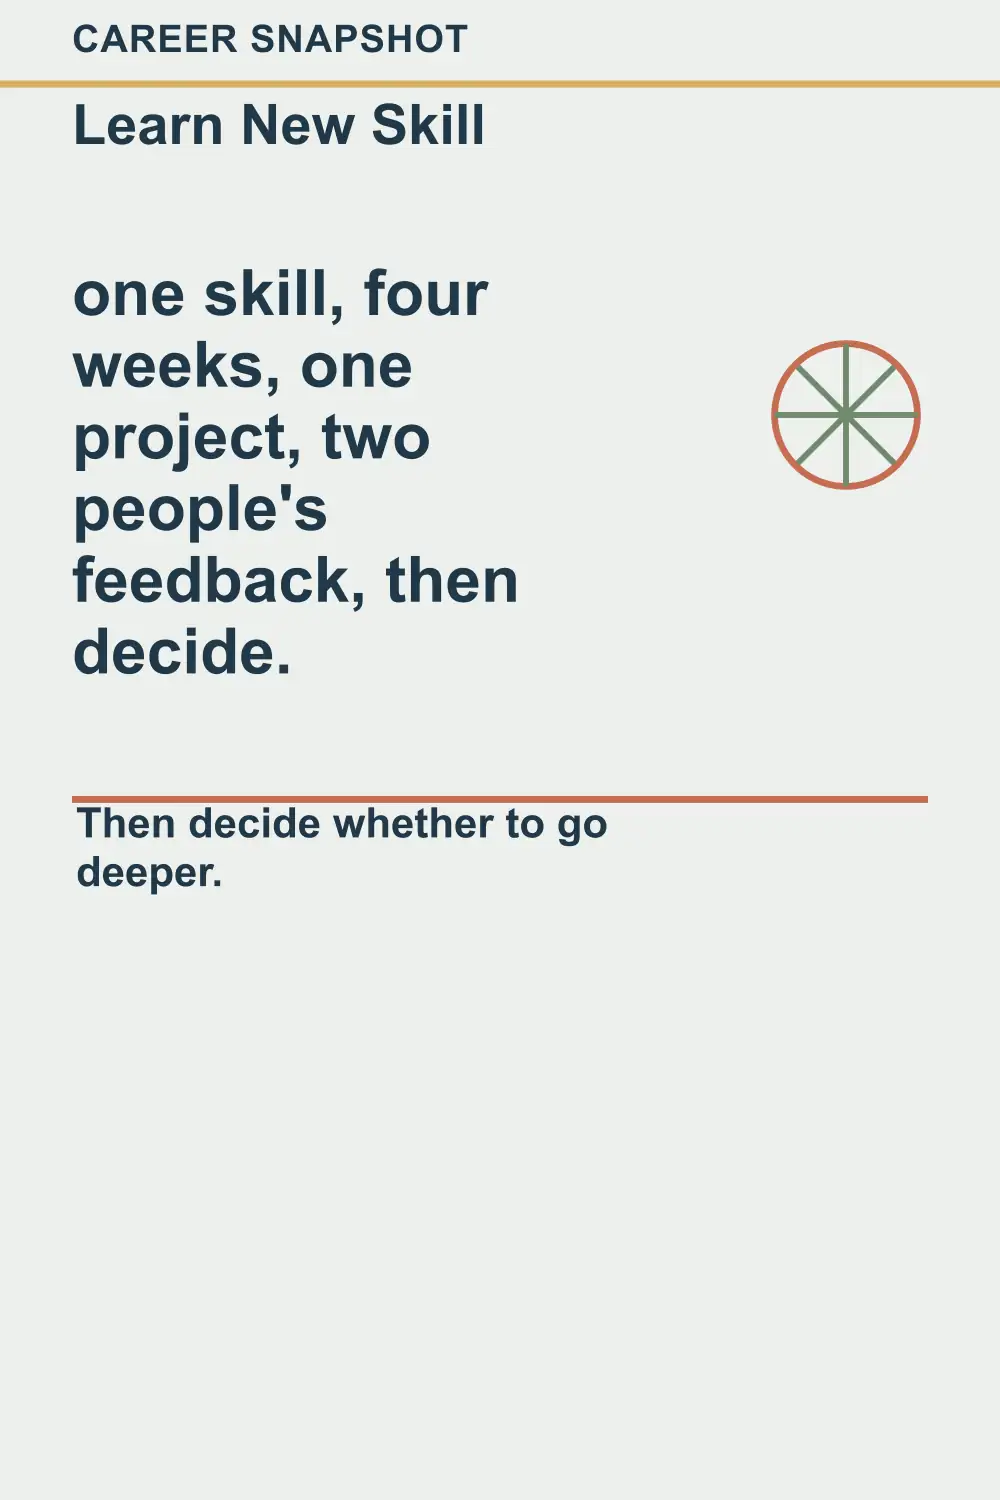 CAREER SNAPSHOT
Learn New Skill
one skill, four
weeks, one
project, two
people's
feedback, then
decide.
Then decide whether to go
deeper.